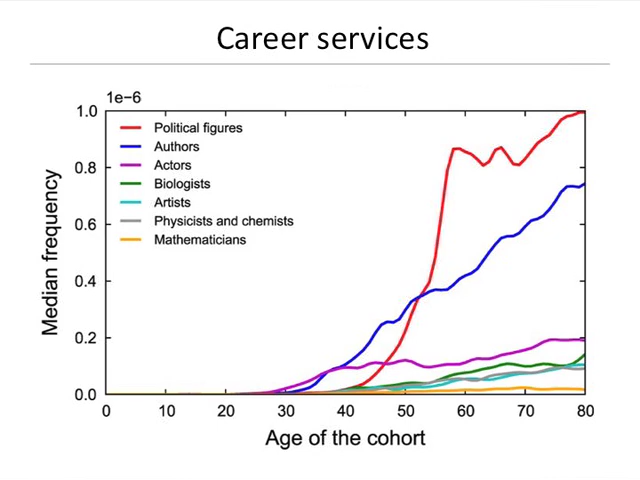 Career services
1e−6
1.0
0.8
0.6
0.4
0.2
0.0
Median frequency
Political figures
Authors
Actors
Biologists
Artists
Physicists and chemists
Mathematicians
0 10 20 30 40 50 60 70 80
Age of the cohort